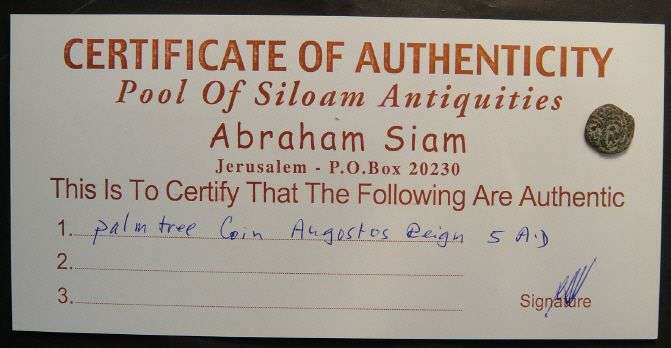 CERTIFICATE OF AUTHENTICITY
Pool Of Siloam Antiquities
Abraham Siam
Jerusalem - P.O.Box 20230
This Is To Certify That The Following Are Authentic
1. palm tree Coin Angostos Reign 5 A.D
2.
3.
Signature